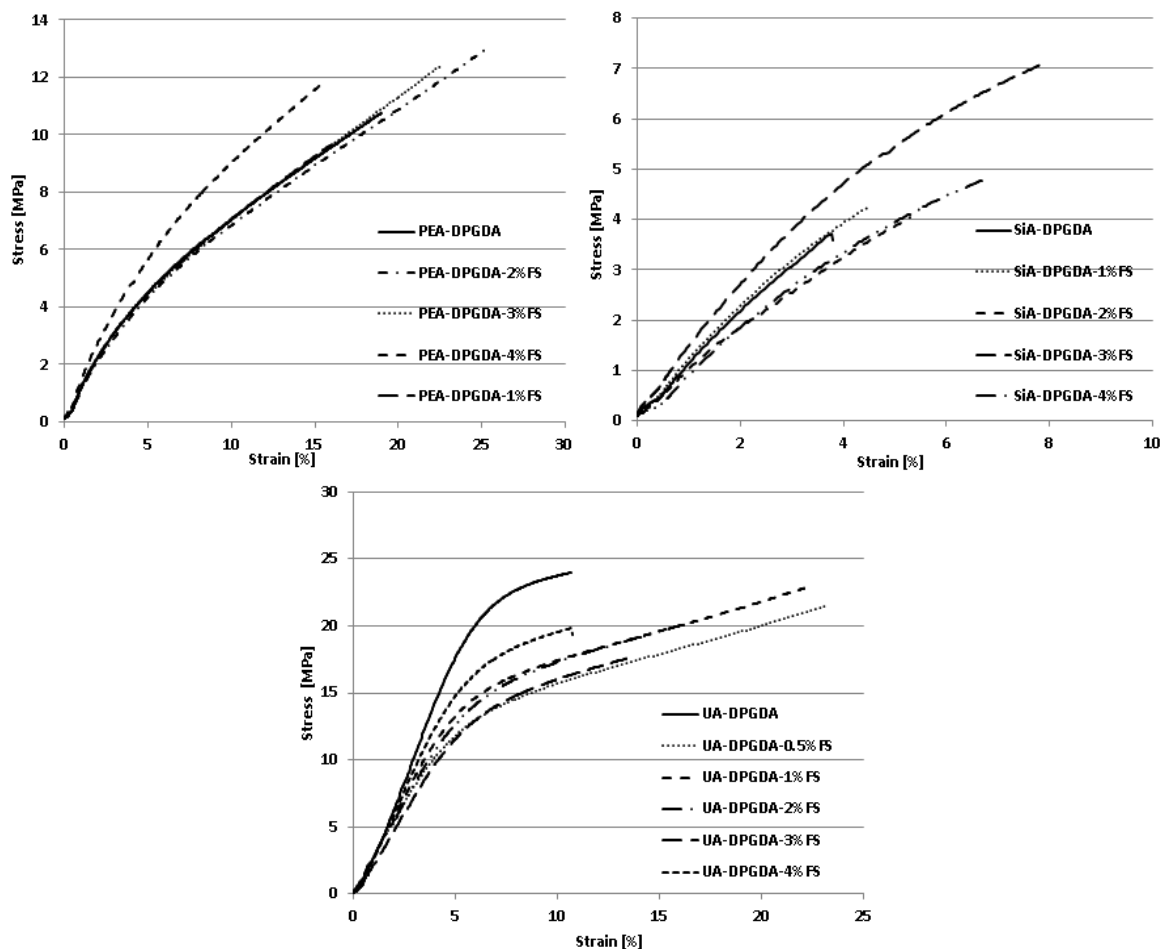 14
12
10
8
6
4
2
0
Stress [MPa]
0 5 10 15 20 25 30
Strain [%]
PEA-DPGDA
PEA-DPGDA-2%FS
PEA-DPGDA-3%FS
PEA-DPGDA-4%FS
PEA-DPGDA-1%FS
8
7
6
5
4
3
2
1
0
Stress [MPa]
0 2 4 6 8 10
Strain [%]
SiA-DPGDA
SiA-DPGDA-1%FS
SiA-DPGDA-2%FS
SiA-DPGDA-3%FS
SiA-DPGDA-4%FS
30
25
20
15
10
5
0
Stress [MPa]
0 5 10 15 20 25
Strain [%]
UA-DPGDA
UA-DPGDA-0.5%FS
UA-DPGDA-1%FS
UA-DPGDA-2%FS
UA-DPGDA-3%FS
UA-DPGDA-4%FS